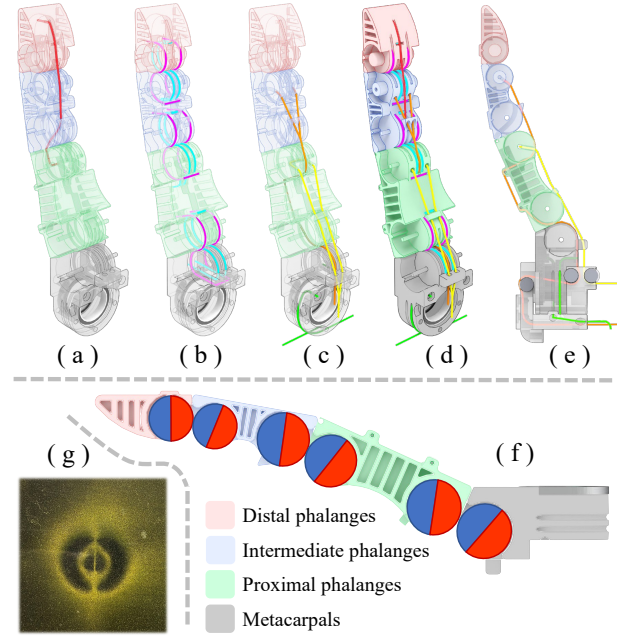 ( a )
( b )
( c )
( d )
( e )
( g )
( f )
Distal phalanges
Intermediate phalanges
Proximal phalanges
Metacarpals